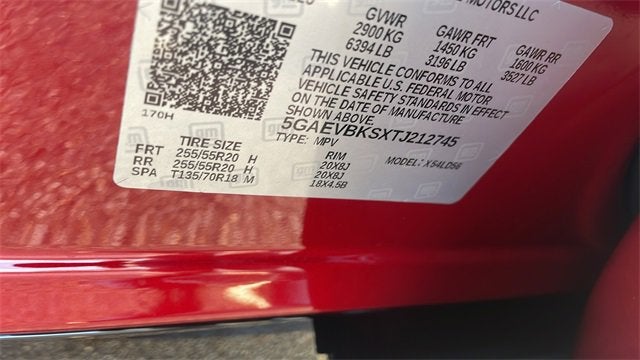 MOTORS LLC
GVWR GAWR FRT GAWR RR
2900 KG 1450 KG 1600 KG
6394 LB 3196 LB 3527 LB
THIS VEHICLE CONFORMS TO ALL
APPLICABLE U.S. FEDERAL MOTOR
VEHICLE SAFETY STANDARDS IN EFFECT
ON THE DATE OF MANUFACTURE
SHOWN ABOVE.
170H
5GAEVBKSXTJ212745
TYPE: MPV MODEL: X54LD56
TIRE SIZE RIM
FRT 255/55R20 H 20X8J
RR 255/55R20 H 20X8J
SPA T135/70R18 M 18X4.5B
gm